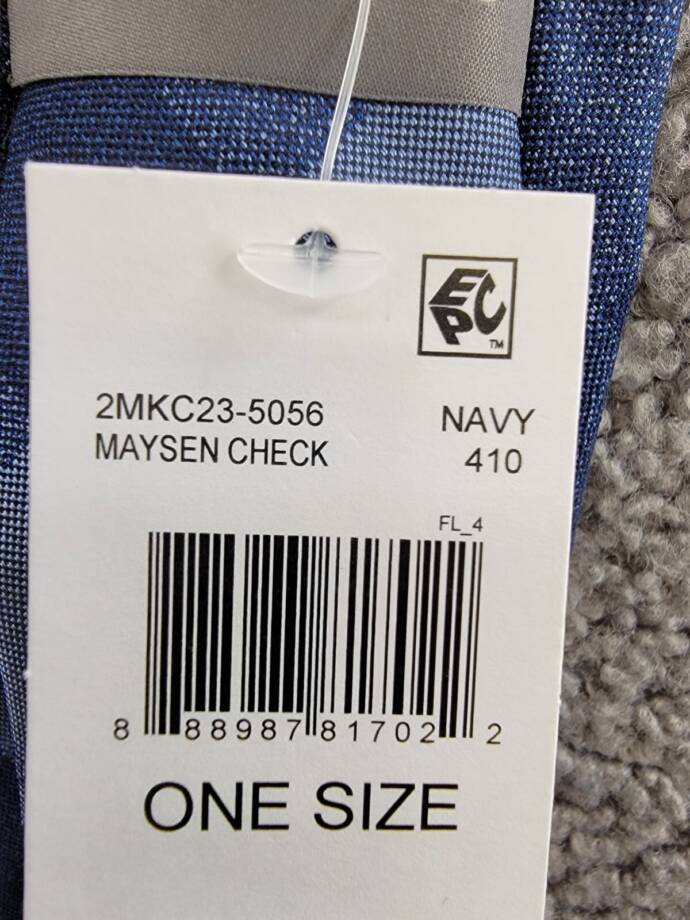 EPC
TM
2MKC23-5056 NAVY
MAYSEN CHECK 410
FL_4
8 88987 81702 2
ONE SIZE